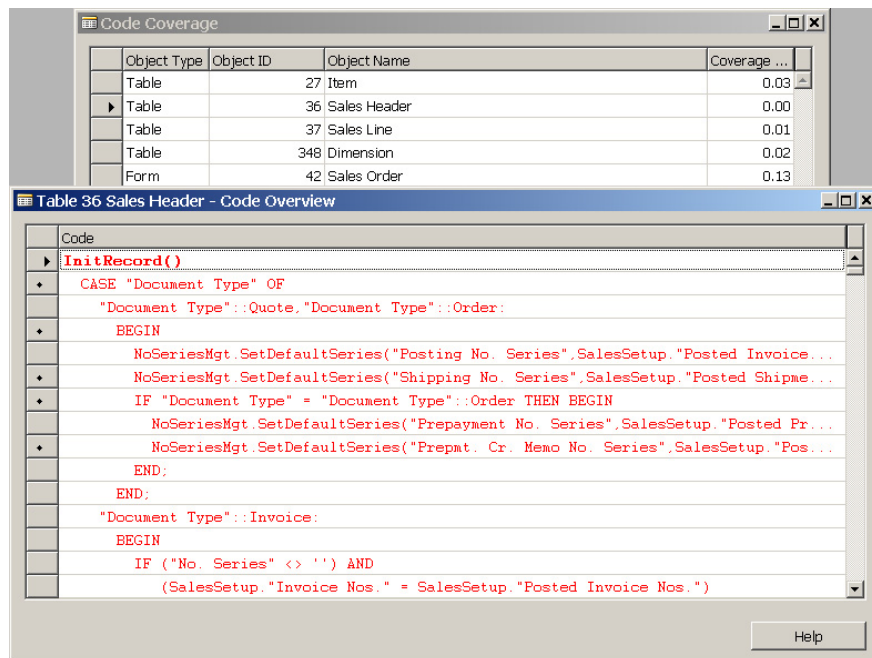 Code Coverage
Object Type Object ID Object Name Coverage ...
Table 27 Item 0.03
Table 36 Sales Header 0.00
Table 37 Sales Line 0.01
Table 348 Dimension 0.02
Form 42 Sales Order 0.13
Table 36 Sales Header - Code Overview
Code
InitRecord()
CASE "Document Type" OF
"Document Type"::Quote,"Document Type"::Order:
BEGIN
NoSeriesMgt.SetDefaultSeries("Posting No. Series",SalesSetup."Posted Invoice...
NoSeriesMgt.SetDefaultSeries("Shipping No. Series",SalesSetup."Posted Shipme...
IF "Document Type" = "Document Type"::Order THEN BEGIN
NoSeriesMgt.SetDefaultSeries("Prepayment No. Series",SalesSetup."Posted Pr...
NoSeriesMgt.SetDefaultSeries("Prepmt. Cr. Memo No. Series",SalesSetup."Pos...
END;
END;
"Document Type"::Invoice:
BEGIN
IF ("No. Series" <> '') AND
(SalesSetup."Invoice Nos." = SalesSetup."Posted Invoice Nos.")
Help